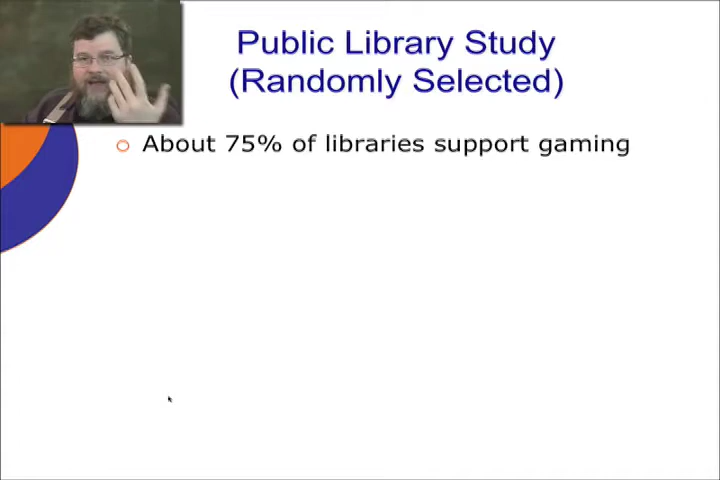 Public Library Study
(Randomly Selected)
About 75% of libraries support gaming